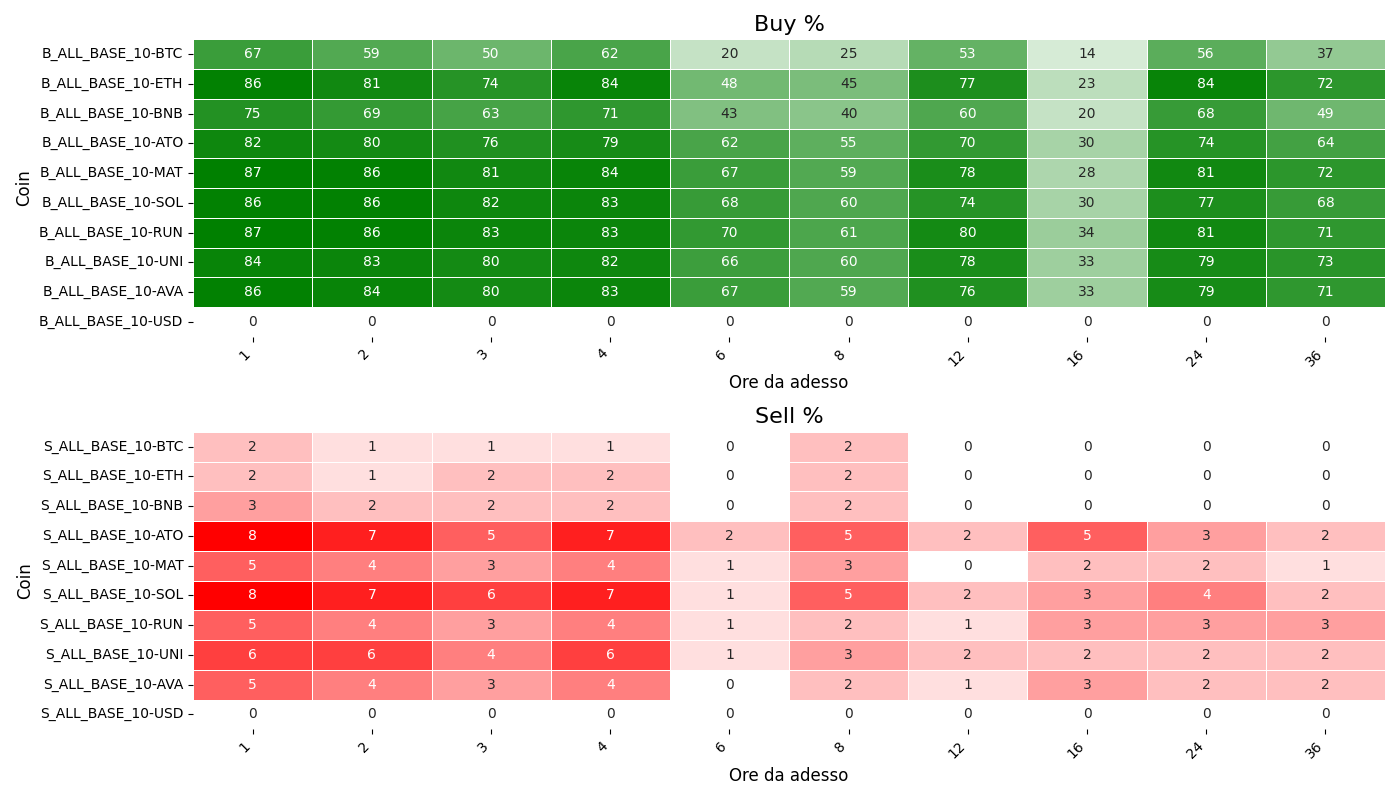 Buy %
Coin
B_ALL_BASE_10-BTC 67 59 50 62 20 25 53 14 56 37
B_ALL_BASE_10-ETH 86 81 74 84 48 45 77 23 84 72
B_ALL_BASE_10-BNB 75 69 63 71 43 40 60 20 68 49
B_ALL_BASE_10-ATO 82 80 76 79 62 55 70 30 74 64
B_ALL_BASE_10-MAT 87 86 81 84 67 59 78 28 81 72
B_ALL_BASE_10-SOL 86 86 82 83 68 60 74 30 77 68
B_ALL_BASE_10-RUN 87 86 83 83 70 61 80 34 81 71
B_ALL_BASE_10-UNI 84 83 80 82 66 60 78 33 79 73
B_ALL_BASE_10-AVA 86 84 80 83 67 59 76 33 79 71
B_ALL_BASE_10-USD 0 0 0 0 0 0 0 0 0 0
1 2 3 4 6 8 12 16 24 36
Ore da adesso
Sell %
Coin
S_ALL_BASE_10-BTC 2 1 1 1 0 2 0 0 0 0
S_ALL_BASE_10-ETH 2 1 2 2 0 2 0 0 0 0
S_ALL_BASE_10-BNB 3 2 2 2 0 2 0 0 0 0
S_ALL_BASE_10-ATO 8 7 5 7 2 5 2 5 3 2
S_ALL_BASE_10-MAT 5 4 3 4 1 3 0 2 2 1
S_ALL_BASE_10-SOL 8 7 6 7 1 5 2 3 4 2
S_ALL_BASE_10-RUN 5 4 3 4 1 2 1 3 3 3
S_ALL_BASE_10-UNI 6 6 4 6 1 3 2 2 2 2
S_ALL_BASE_10-AVA 5 4 3 4 0 2 1 3 2 2
S_ALL_BASE_10-USD 0 0 0 0 0 0 0 0 0 0
1 2 3 4 6 8 12 16 24 36
Ore da adesso